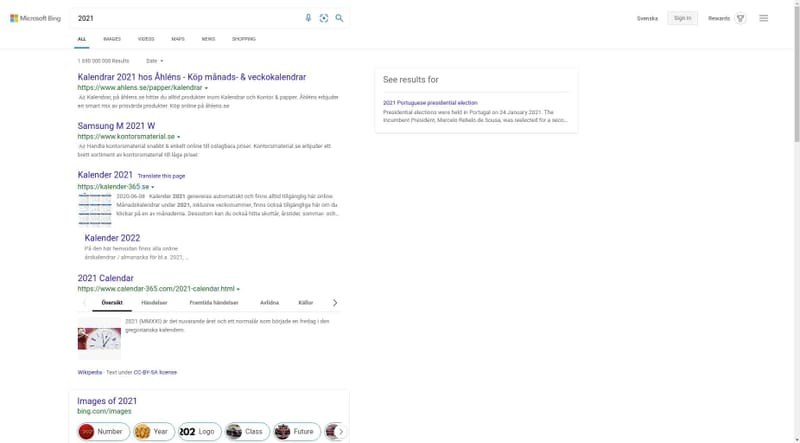 Microsoft Bing
2021
Svenska
Sign in
Rewards
ALL IMAGES VIDEOS MAPS NEWS SHOPPING
1 690 000 000 Results Date
Kalendrar 2021 hos Åhléns - Köp månads- & veckokalendrar
https://www.ahlens.se/papper/kalendrar
Ad Kalendrar, på åhlens.se hittar du alltid produkter inom Kalendrar och Kontor & papper. Åhléns erbjuder
en smart mix av prisvärda produkter. Köp online på åhlens.se
Samsung M 2021 W
https://www.kontorsmaterial.se
Ad Handla kontorsmaterial snabbt & enkelt online till oslagbara priser. Kontorsmaterial.se erbjuder ett
brett sortiment av kontorsmaterial till låga priser
Kalender 2021 Translate this page
https://kalender-365.se
2020-06-08 · Kalender 2021 genereras automatiskt och finns alltid tillgänglig här online
Månadskalendrar under 2021, inklusive veckonummer, finns också tillgängliga här om du
klickar på en av månaderna. Dessutom kan du också hitta skottår, årstider, sommar- och...
Kalender 2022
På den här hemsidan finns alla online
årskalendrar / almanacka för bl.a. 2021, ...
2021 Calendar
https://www.calendar-365.com/2021-calendar.html
Översikt Händelser Framtida händelser Avlidna Källor
2021 (MMXXI) är det nuvarande året och ett normalår som började en fredag i den
gregorianska kalendern.
Wikipedia · Text under CC-BY-SA license
Images of 2021
bing.com/images
Number Year Logo Class Future
See results for
2021 Portuguese presidential election
Presidential elections were held in Portugal on 24 January 2021. The
incumbent President, Marcelo Rebelo de Sousa, was reelected for a seco...